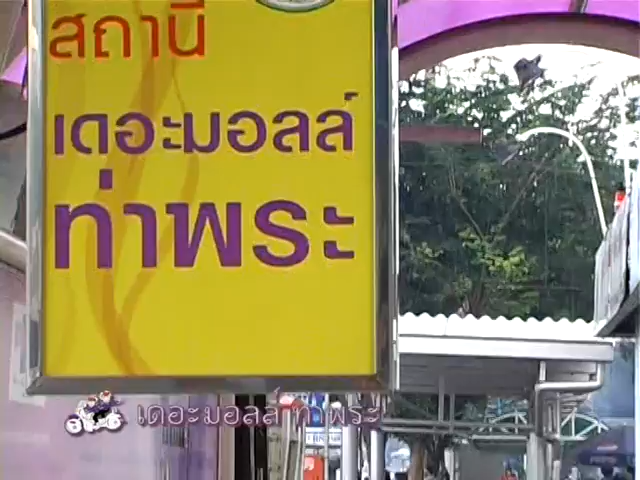 สถานี
เดอะมอลล์
ท่าพระ
เดอะมอลล์ ท่าพระ